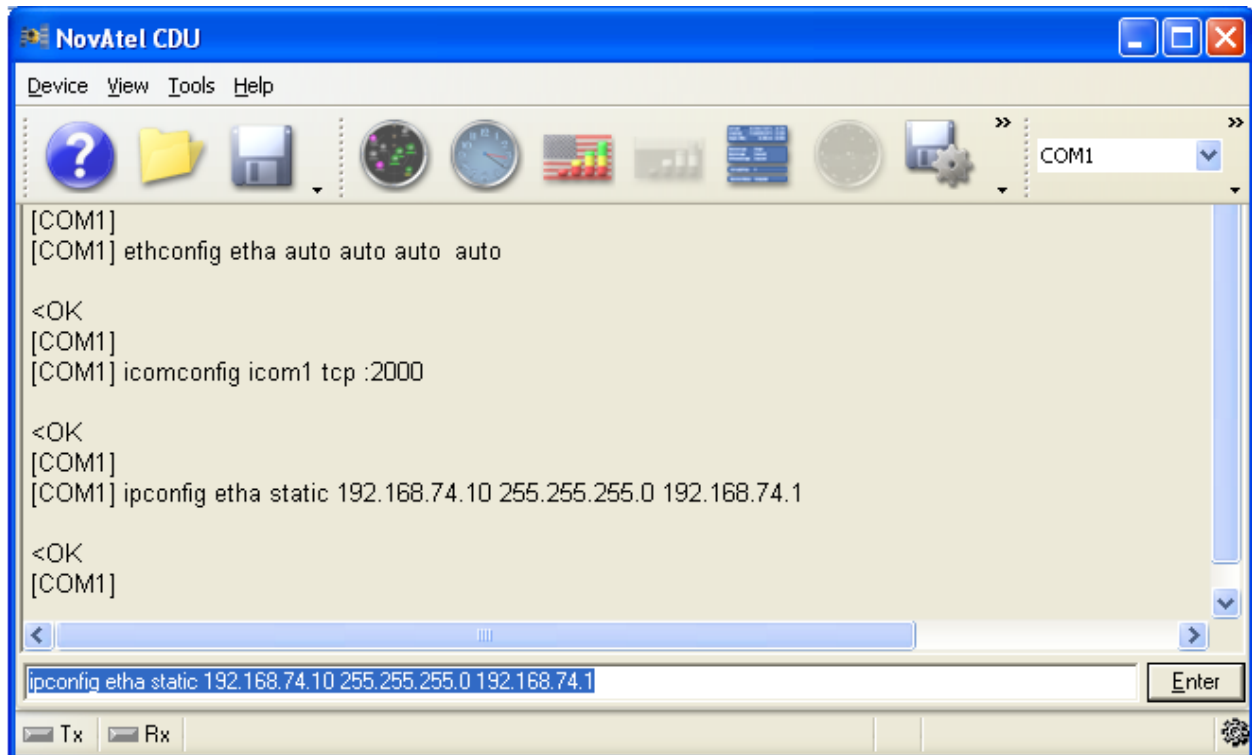 NovAtel CDU
Device View Tools Help
COM1
[COM1]
[COM1] ethconfig etha auto auto auto  auto
<OK
[COM1]
[COM1] icomconfig icom1 tcp :2000
<OK
[COM1]
[COM1] ipconfig etha static 192.168.74.10 255.255.255.0 192.168.74.1
<OK
[COM1]
ipconfig etha static 192.168.74.10 255.255.255.0 192.168.74.1
Enter
Tx Rx